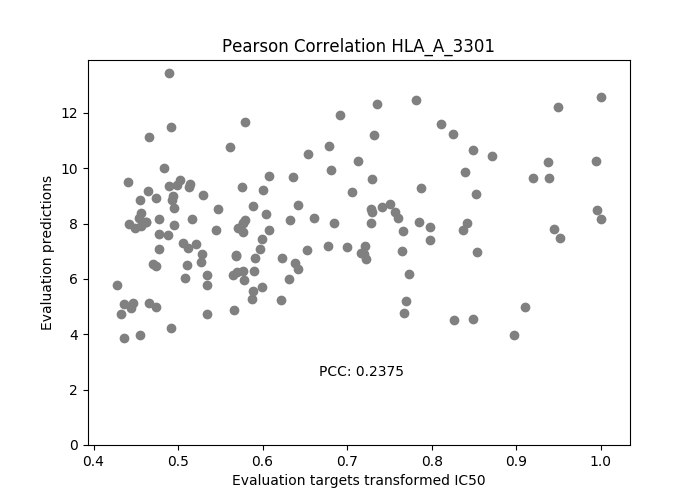 Pearson Correlation HLA_A_3301
12
10
8
6
4
2
0
Evaluation predictions
PCC: 0.2375
0.4 0.5 0.6 0.7 0.8 0.9 1.0
Evaluation targets transformed IC50